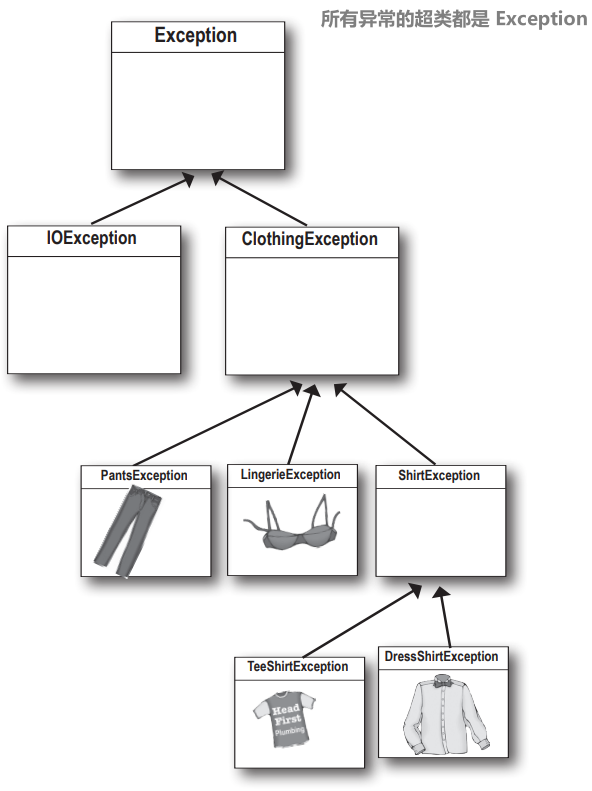 所有异常的超类都是 Exception
Exception
IOException
ClothingException
PantsException
LingerieException
ShirtException
TeeShirtException
DressShirtException
Head
First
Plumbing